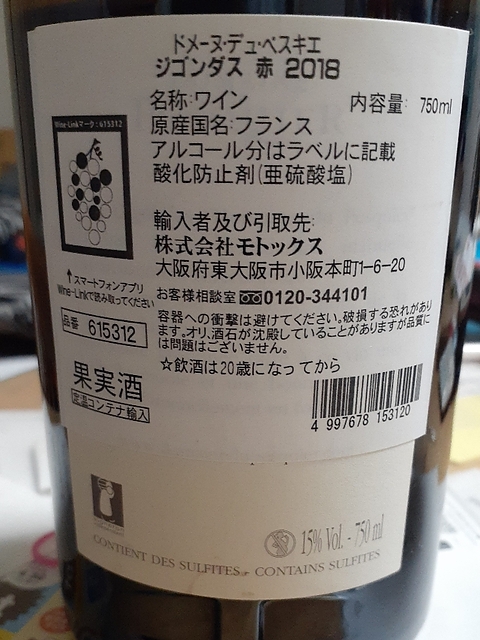 ドメーヌ・デュ・ペスキエ
ジゴンダス 赤 2018
名称:ワイン 内容量: 750ml
原産国名:フランス
アルコール分はラベルに記載
酸化防止剤(亜硫酸塩)
Wine-Linkマーク:615312
輸入者及び引取先:
株式会社モトックス
大阪府東大阪市小阪本町1-6-20
↑スマートフォンアプリ
Wine-Linkで読み取ってください
お客様相談室 0120-344101
容器への衝撃は避けてください。破損する恐れがあり
ます。オリ、酒石が沈殿していることがありますが品質に
は問題はございません。
品番 615312
☆飲酒は20歳になってから
果実酒
定温コンテナ輸入
4 997678 153120
15% Vol. - 750 ml
CONTIENT DES SULFITES - CONTAINS SULFITES